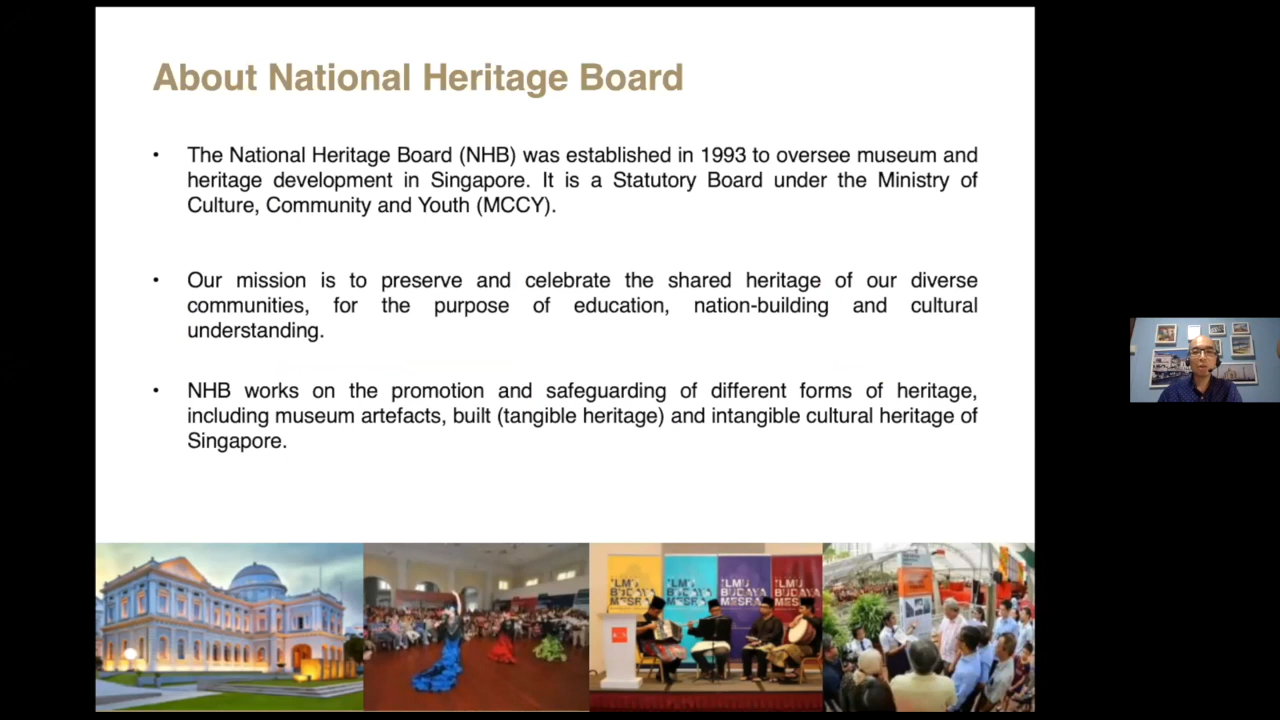 About National Heritage Board
• The National Heritage Board (NHB) was established in 1993 to oversee museum and
heritage development in Singapore. It is a Statutory Board under the Ministry of
Culture, Community and Youth (MCCY).
• Our mission is to preserve and celebrate the shared heritage of our diverse
communities, for the purpose of education, nation-building and cultural
understanding.
• NHB works on the promotion and safeguarding of different forms of heritage,
including museum artefacts, built (tangible heritage) and intangible cultural heritage of
Singapore.